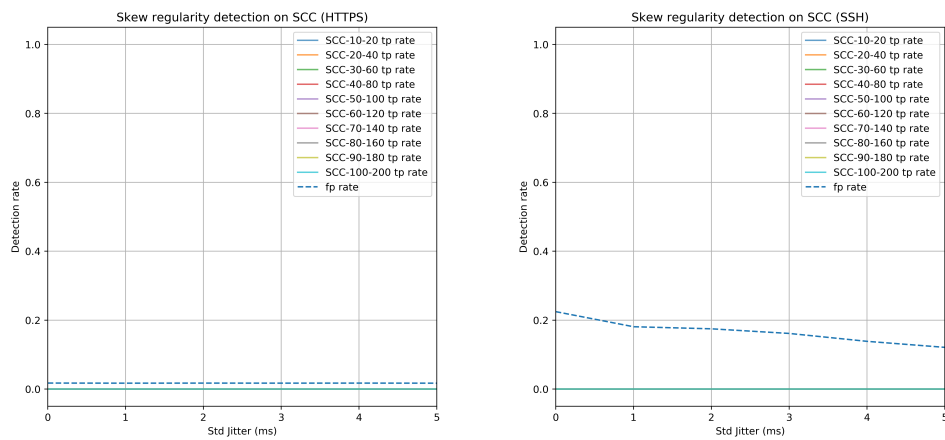 Skew regularity detection on SCC (HTTPS)
1.0
0.8
0.6
0.4
0.2
0.0
Detection rate
0
1
2
3
4
5
Std Jitter (ms)
SCC-10-20 tp rate
SCC-20-40 tp rate
SCC-30-60 tp rate
SCC-40-80 tp rate
SCC-50-100 tp rate
SCC-60-120 tp rate
SCC-70-140 tp rate
SCC-80-160 tp rate
SCC-90-180 tp rate
SCC-100-200 tp rate
fp rate
Skew regularity detection on SCC (SSH)
1.0
0.8
0.6
0.4
0.2
0.0
Detection rate
0
1
2
3
4
5
Std Jitter (ms)
SCC-10-20 tp rate
SCC-20-40 tp rate
SCC-30-60 tp rate
SCC-40-80 tp rate
SCC-50-100 tp rate
SCC-60-120 tp rate
SCC-70-140 tp rate
SCC-80-160 tp rate
SCC-90-180 tp rate
SCC-100-200 tp rate
fp rate